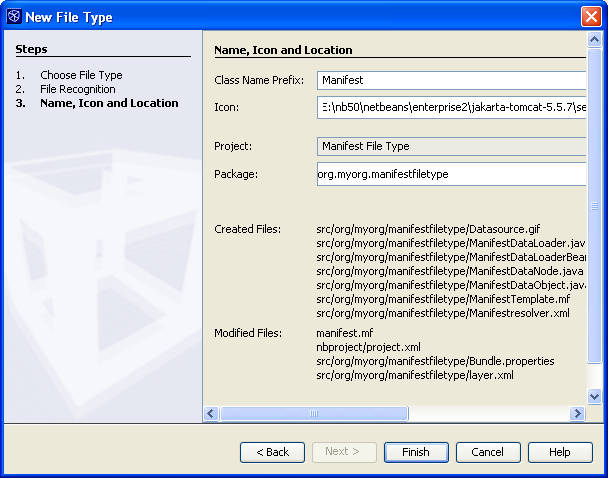 New File Type
Steps
1. Choose File Type
2. File Recognition
3. Name, Icon and Location
Name, Icon and Location
Class Name Prefix: Manifest
Icon: E:\nb50\netbeans\enterprise2\jakarta-tomcat-5.5.7\se
Project: Manifest File Type
Package: org.myorg.manifestfiletype
Created Files: src/org/myorg/manifestfiletype/Datasource.gif
src/org/myorg/manifestfiletype/ManifestDataLoader.java
src/org/myorg/manifestfiletype/ManifestDataLoaderBean
src/org/myorg/manifestfiletype/ManifestDataNode.java
src/org/myorg/manifestfiletype/ManifestDataObject.java
src/org/myorg/manifestfiletype/ManifestTemplate.mf
src/org/myorg/manifestfiletype/Manifestresolver.xml
Modified Files: manifest.mf
nbproject/project.xml
src/org/myorg/manifestfiletype/Bundle.properties
src/org/myorg/manifestfiletype/layer.xml
< Back Next > Finish Cancel Help